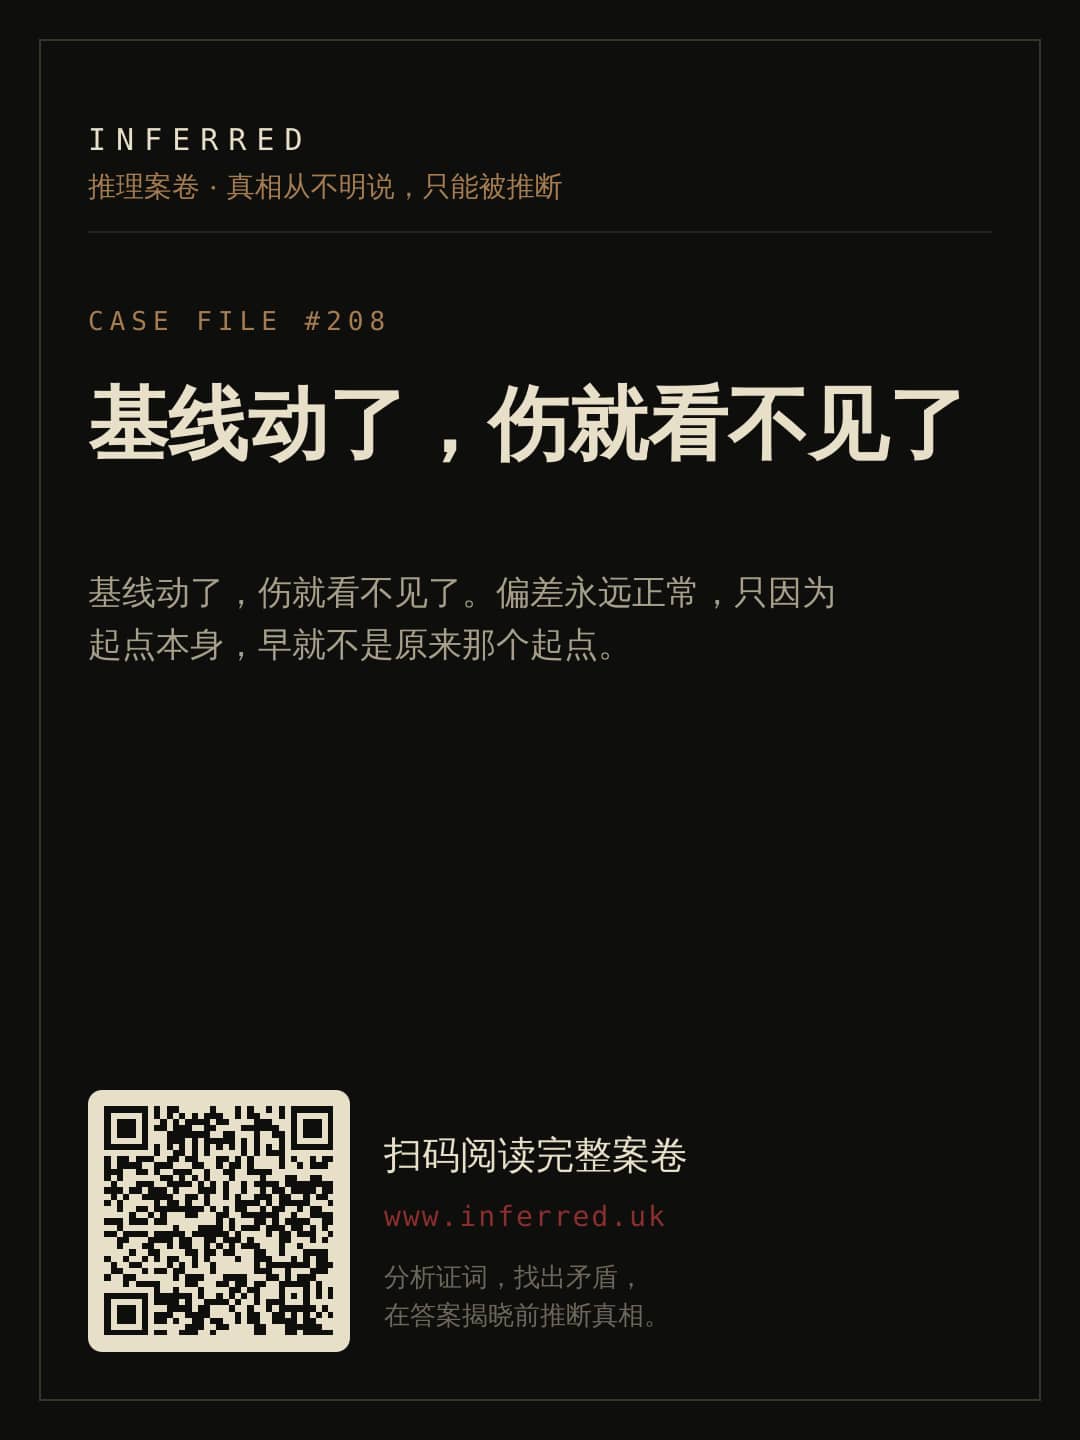 INFERRED
推理案卷 · 真相从不明说，只能被推断
CASE FILE #208
基线动了，伤就看不见了
基线动了，伤就看不见了。偏差永远正常，只因为
起点本身，早就不是原来那个起点。
扫码阅读完整案卷
www.inferred.uk
分析证词，找出矛盾，
在答案揭晓前推断真相。